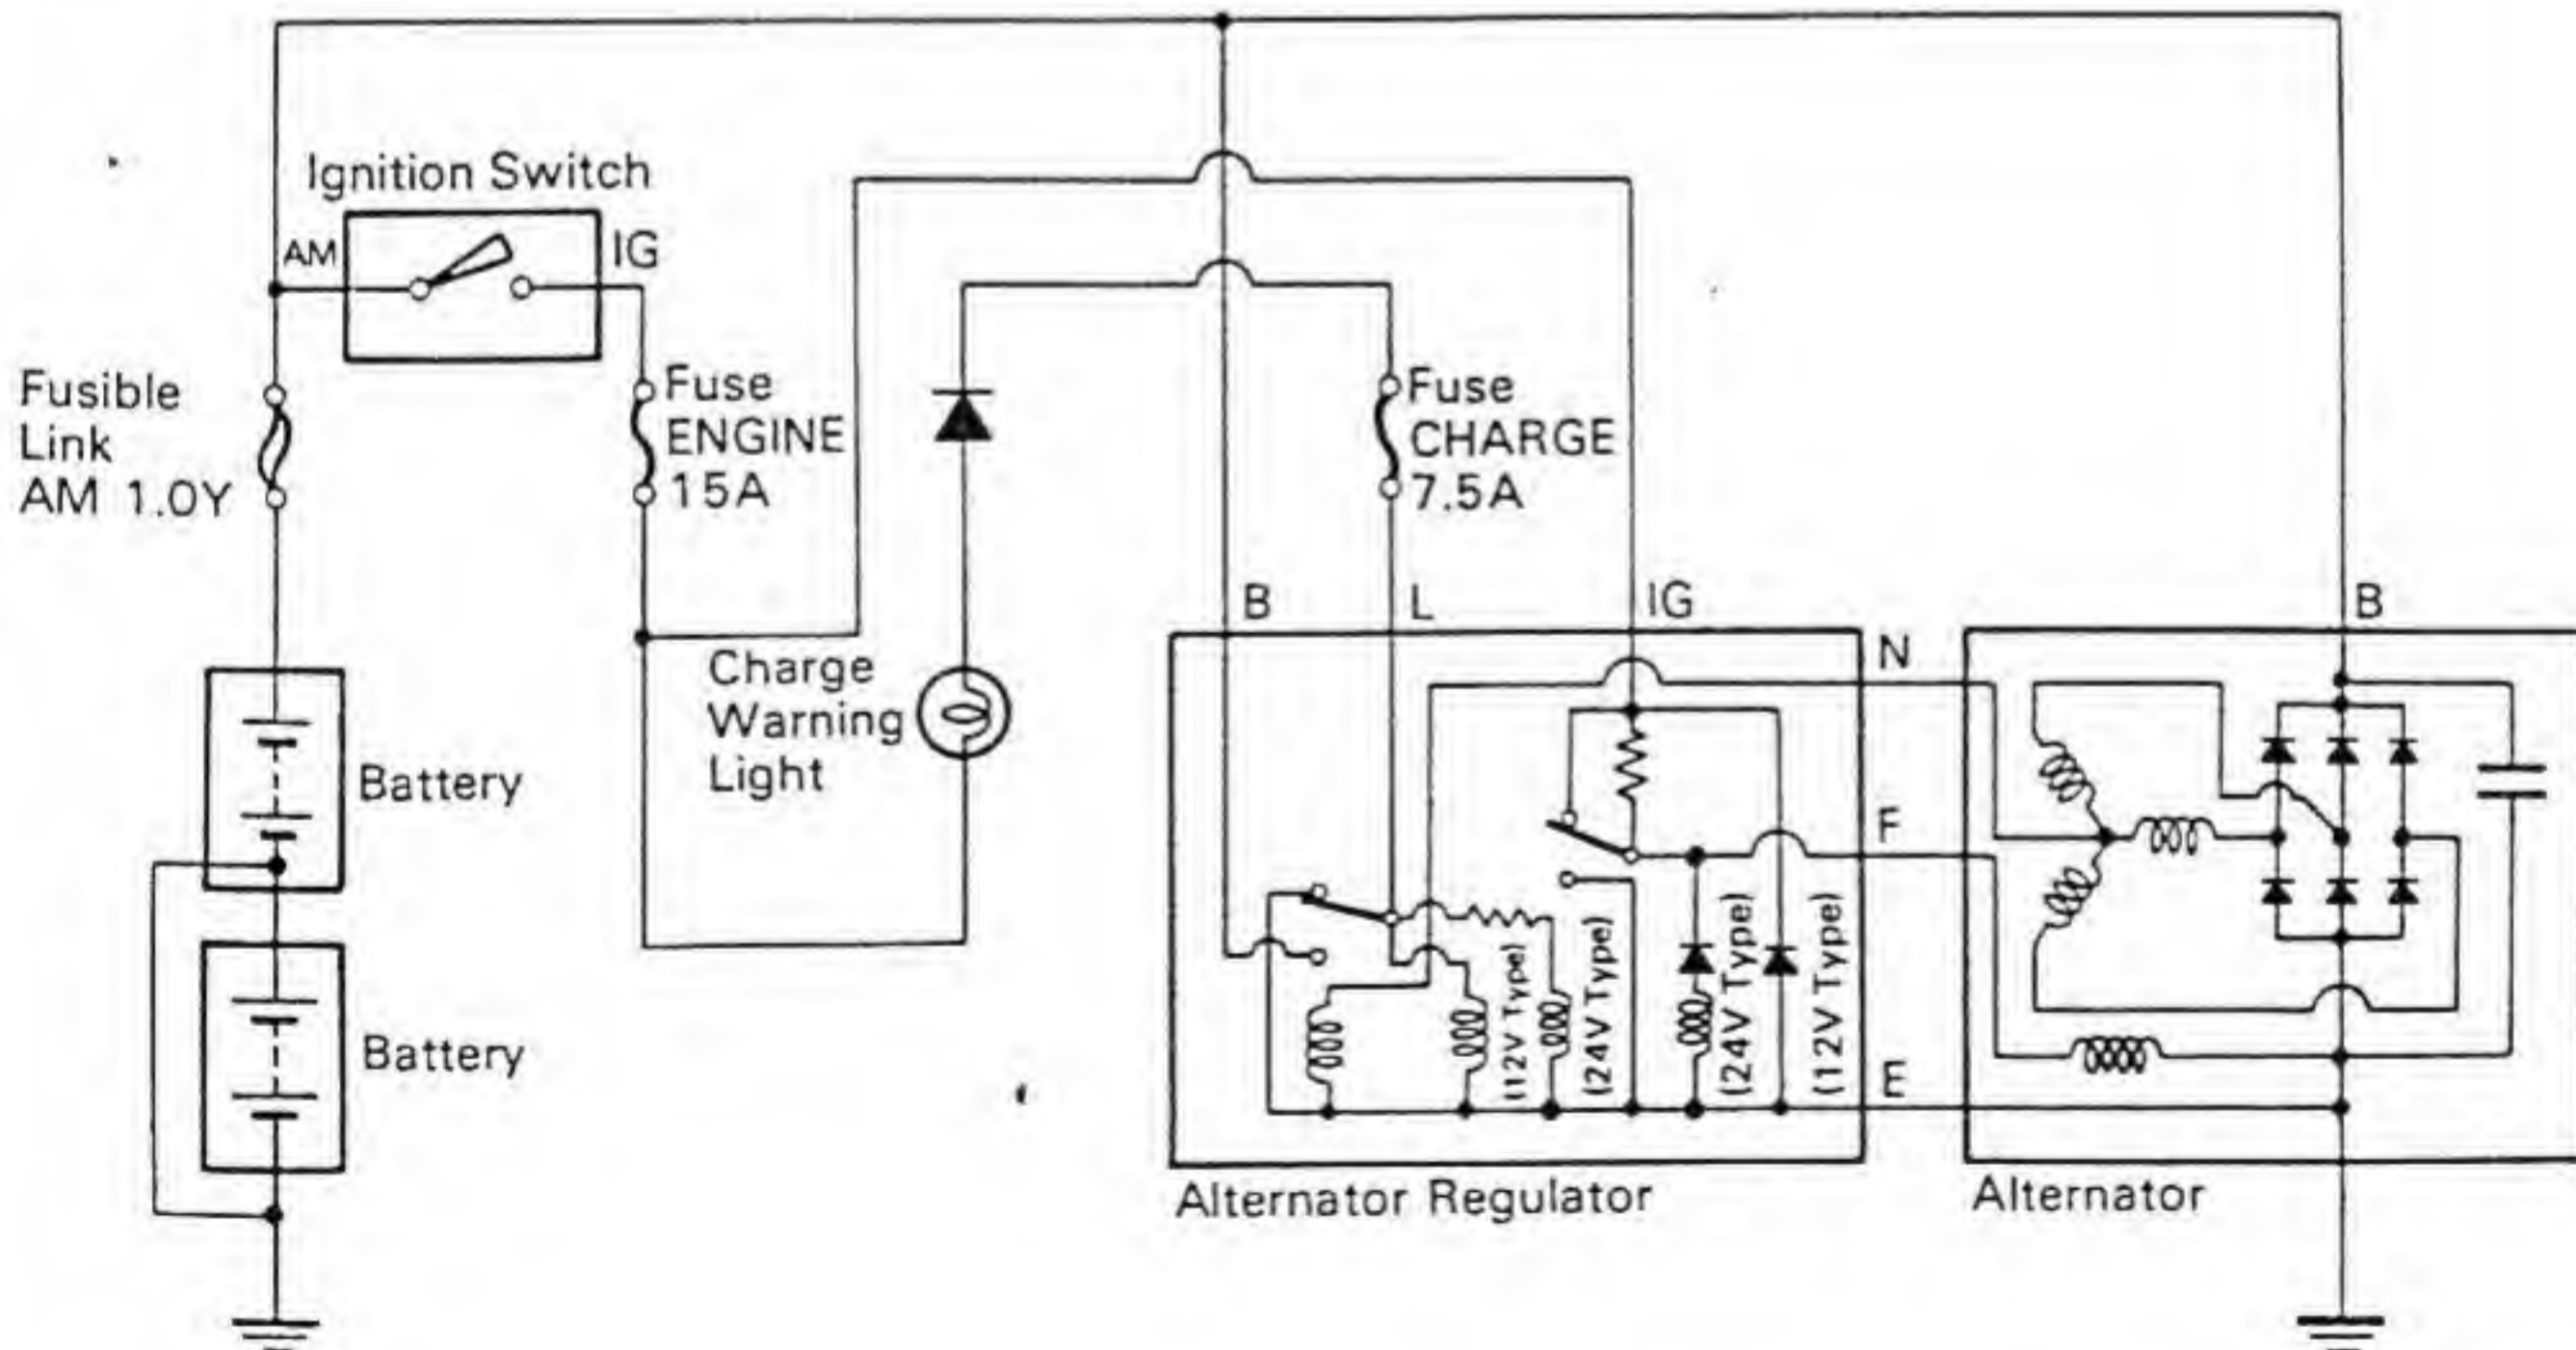 Ignition Switch
AM
IG
Fusible
Link
AM 1.0Y
Fuse
ENGINE
15A
Fuse
CHARGE
7.5A
Charge
Warning
Light
Battery
Battery
B
L
IG
N
F
E
B
(12V Type)
(24V Type)
(24V Type)
(12V Type)
Alternator Regulator
Alternator